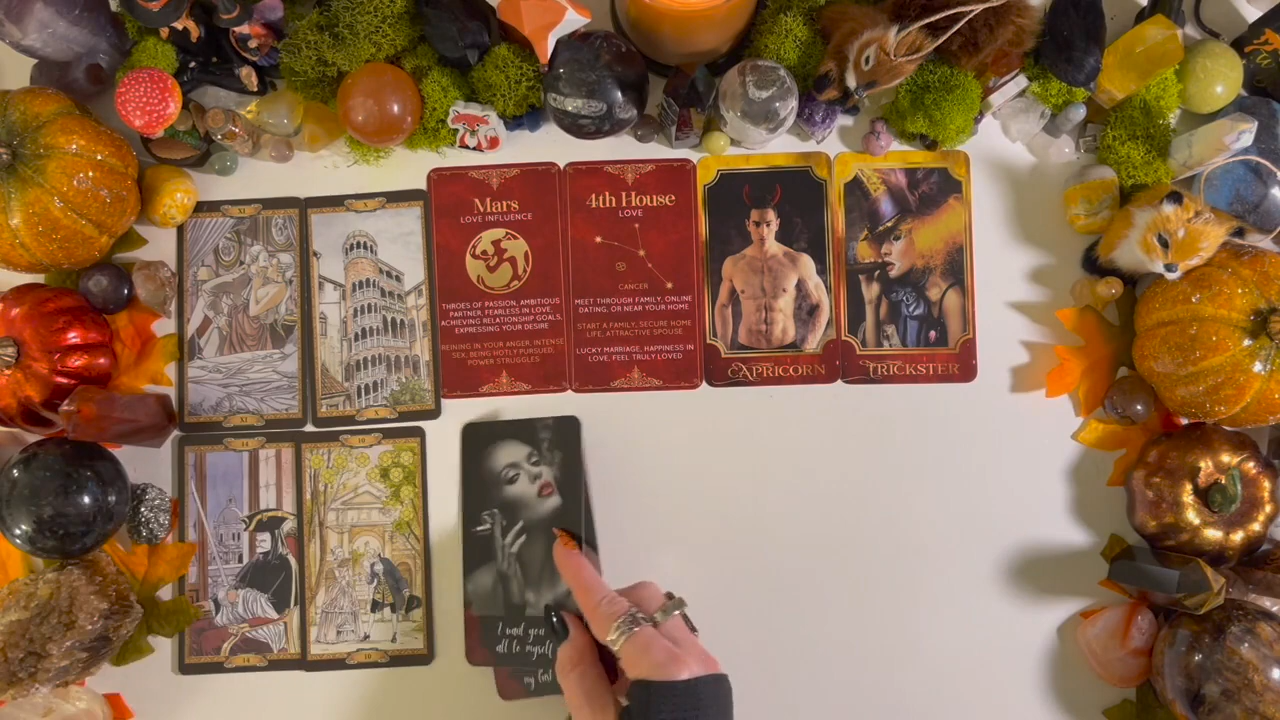 XI
XI
X
X
Mars
LOVE INFLUENCE
THROES OF PASSION, AMBITIOUS
PARTNER, FEARLESS IN LOVE,
ACHIEVING RELATIONSHIP GOALS,
EXPRESSING YOUR DESIRE
REINING IN YOUR ANGER, INTENSE
SEX, BEING HOTLY PURSUED,
POWER STRUGGLES
4th House
LOVE
CANCER
MEET THROUGH FAMILY, ONLINE
DATING, OR NEAR YOUR HOME
START A FAMILY, SECURE HOME
LIFE, ATTRACTIVE SPOUSE
LUCKY MARRIAGE, HAPPINESS IN
LOVE, FEEL TRULY LOVED
CAPRICORN
TRICKSTER
14
14
10
10
I want you
all to myself
my